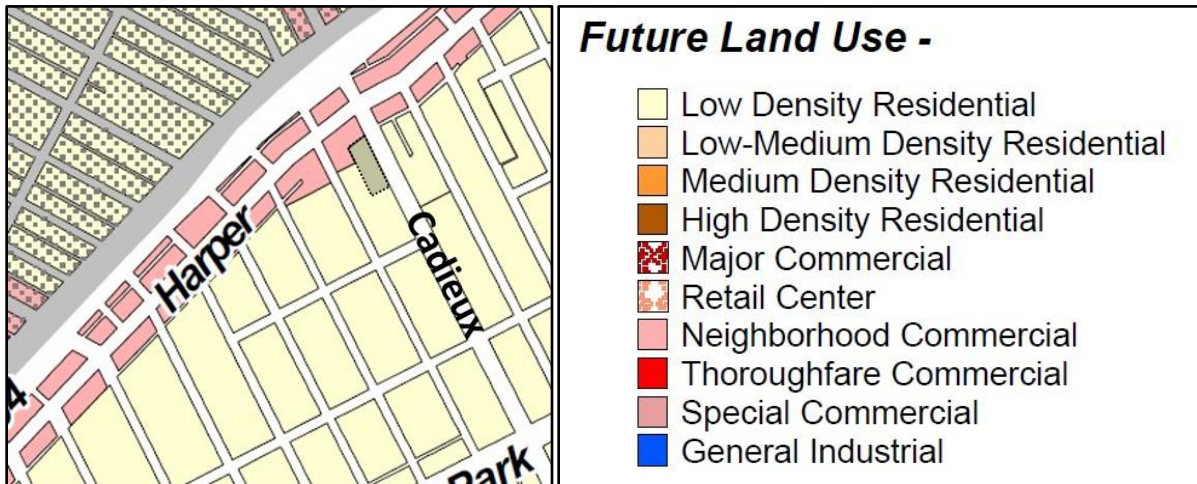 Harper
Cadieux
Park
94
Future Land Use -
Low Density Residential
Low-Medium Density Residential
Medium Density Residential
High Density Residential
Major Commercial
Retail Center
Neighborhood Commercial
Thoroughfare Commercial
Special Commercial
General Industrial